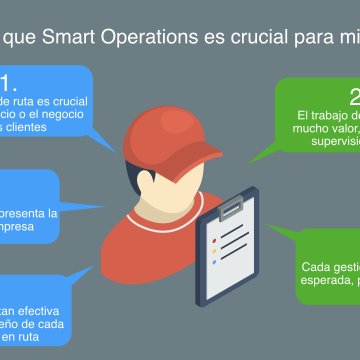 que Smart Operations es crucial para mi
1.
de ruta es crucial
cio o el negocio
s clientes
2
El trabajo de
mucho valor,
supervisi
presenta la
mpresa
Cada gesti
esperada, p
tan efectiva
eño de cada
en ruta